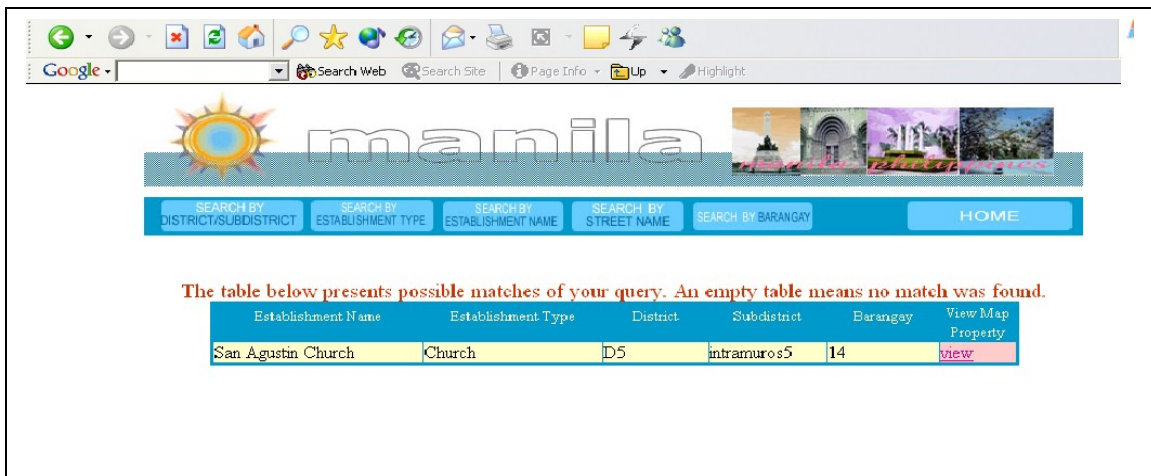 Google
Search Web Search Site Page Info Up Highlight
manila
manila philippines
SEARCH BY DISTRICT/SUBDISTRICT
SEARCH BY ESTABLISHMENT TYPE
SEARCH BY ESTABLISHMENT NAME
SEARCH BY STREET NAME
SEARCH BY BARANGAY
HOME
The table below presents possible matches of your query. An empty table means no match was found.
Establishment Name Establishment Type District Subdistrict Barangay View Map Property
San Agustin Church Church D5 intramuros5 14 view